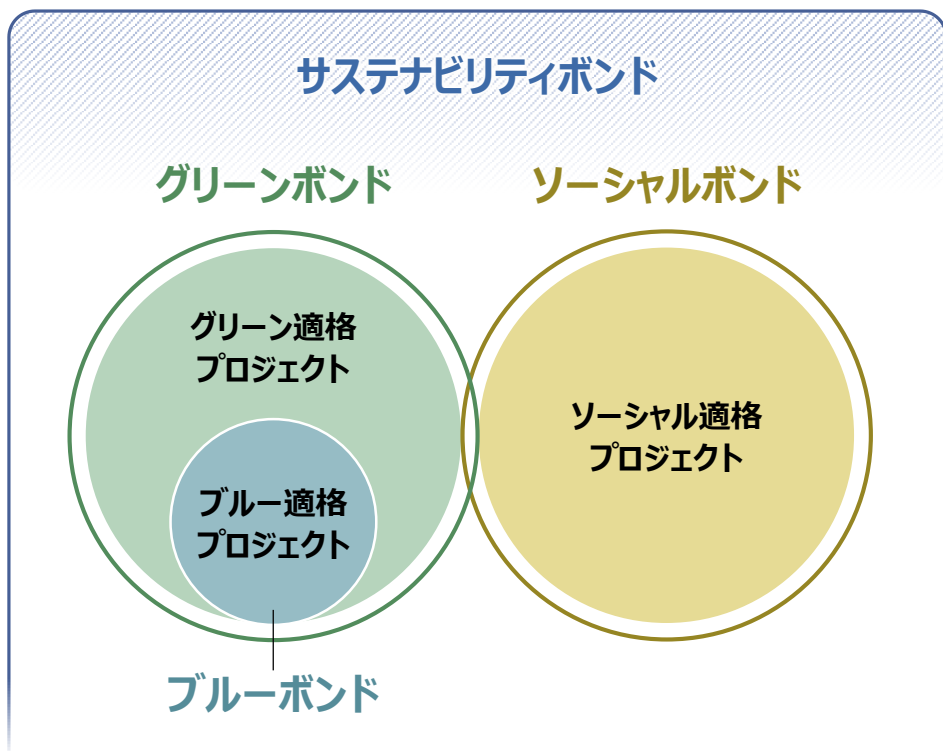 サステナビリティボンド
グリーンボンド
ソーシャルボンド
グリーン適格
プロジェクト
ソーシャル適格
プロジェクト
ブルー適格
プロジェクト
ブルーボンド